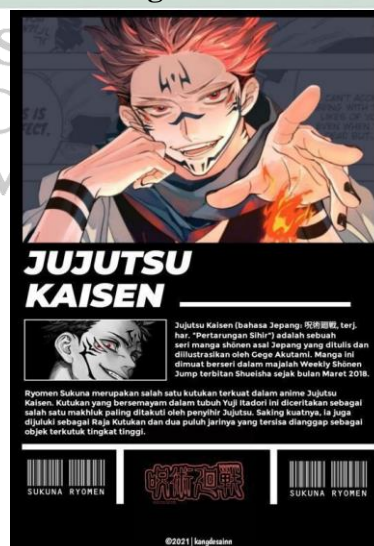 JUJUTSU
KAISEN
Jujutsu Kaisen (bahasa Jepang: 呪術廻戦, terj.
har. "Pertarungan Sihir") adalah sebuah
seri manga shōnen asal Jepang yang ditulis dan
diilustrasikan oleh Gege Akutami. Manga ini
dimuat berseri dalam majalah Weekly Shōnen
Jump terbitan Shueisha sejak bulan Maret 2018.
Ryomen Sukuna merupakan salah satu kutukan terkuat dalam anime Jujutsu
Kaisen. Kutukan yang bersemayam dalam tubuh Yuji Itadori ini diceritakan sebagai
salah satu makhluk paling ditakuti oleh penyihir Jujutsu. Saking kuatnya, ia juga
dijuluki sebagai Raja Kutukan dan dua puluh jarinya yang tersisa dianggap sebagai
objek terkutuk tingkat tinggi.
SUKUNA RYOMEN
呪術廻戦
SUKUNA RYOMEN
©2021 | kangdesainn